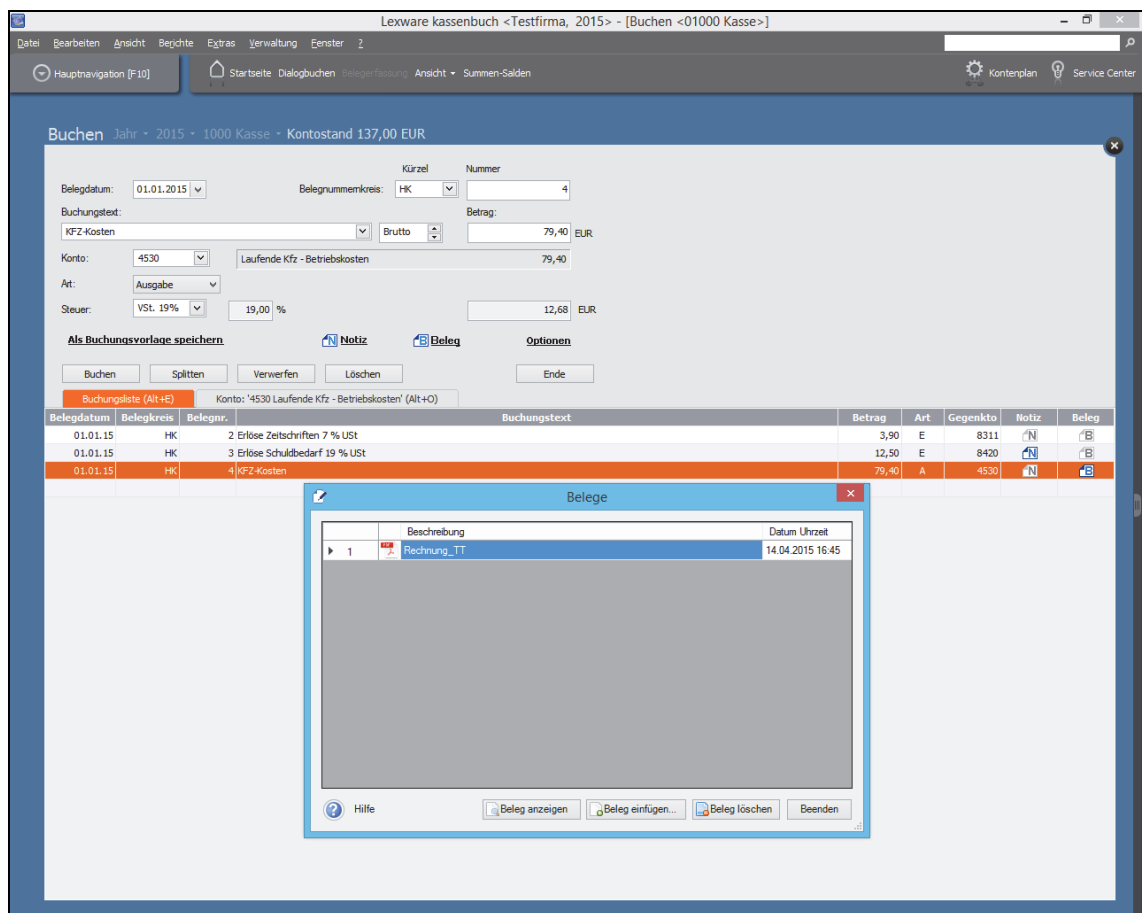 Lexware kassenbuch <Testfirma, 2015> - [Buchen <01000 Kasse>]
Datei Bearbeiten Ansicht Berichte Extras Verwaltung Fenster ?
Hauptnavigation [F10] Startseite Dialogbuchen Belegerfassung Ansicht Summen-Salden Kontenplan Service Center
Buchen Jahr - 2015 - 1000 Kasse - Kontostand 137,00 EUR
Kürzel Nummer
Belegdatum: 01.01.2015 Belegnummernkreis: HK 4
Buchungstext: Betrag:
KFZ-Kosten Brutto 79,40 EUR
Konto: 4530 Laufende Kfz - Betriebskosten 79,40
Art: Ausgabe
Steuer: VSt. 19% 19,00 % 12,68 EUR
Als Buchungsvorlage speichern N Notiz B Beleg Optionen
Buchen Splitten Verwerfen Löschen Ende
Buchungsliste (Alt+E) Konto: '4530 Laufende Kfz - Betriebskosten' (Alt+O)
Belegdatum Belegkreis Belegnr. Buchungstext Betrag Art Gegenkto Notiz Beleg
01.01.15 HK 2 Erlöse Zeitschriften 7 % USt 3,90 E 8311 N B
01.01.15 HK 3 Erlöse Schuldbedarf 19 % USt 12,50 E 8420 N B
01.01.15 HK 4 KFZ-Kosten 79,40 A 4530 N B
Belege
Beschreibung Datum Uhrzeit
1 PDF Rechnung_TT 14.04.2015 16:45
? Hilfe Beleg anzeigen Beleg einfügen... Beleg löschen Beenden